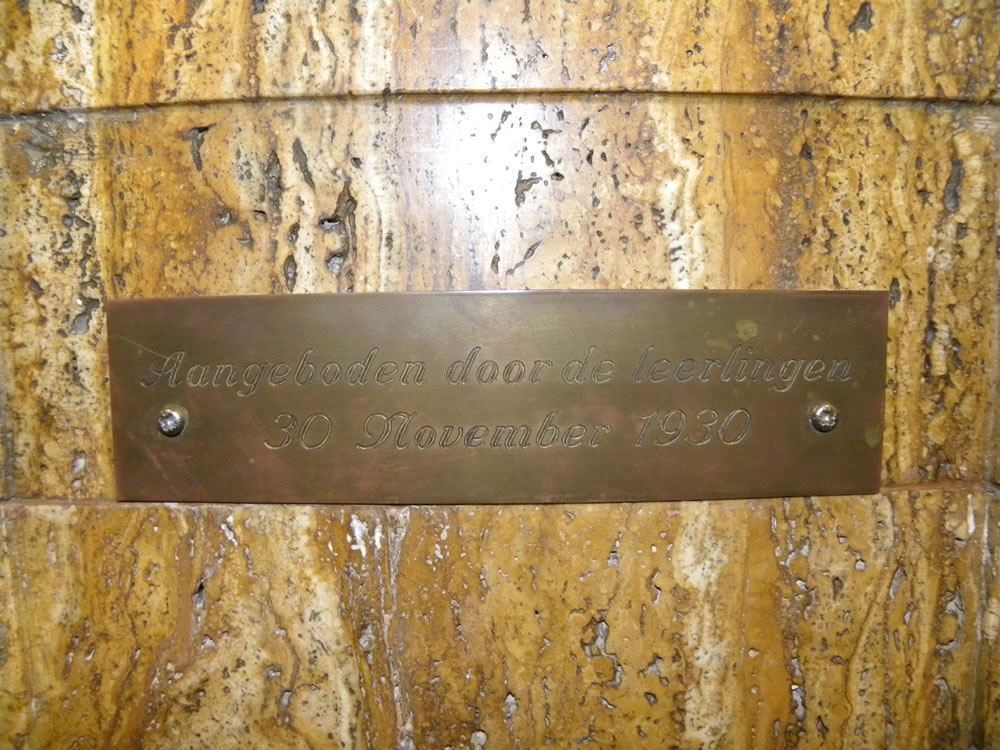 Aangeboden door de leerlingen
30 November 1930